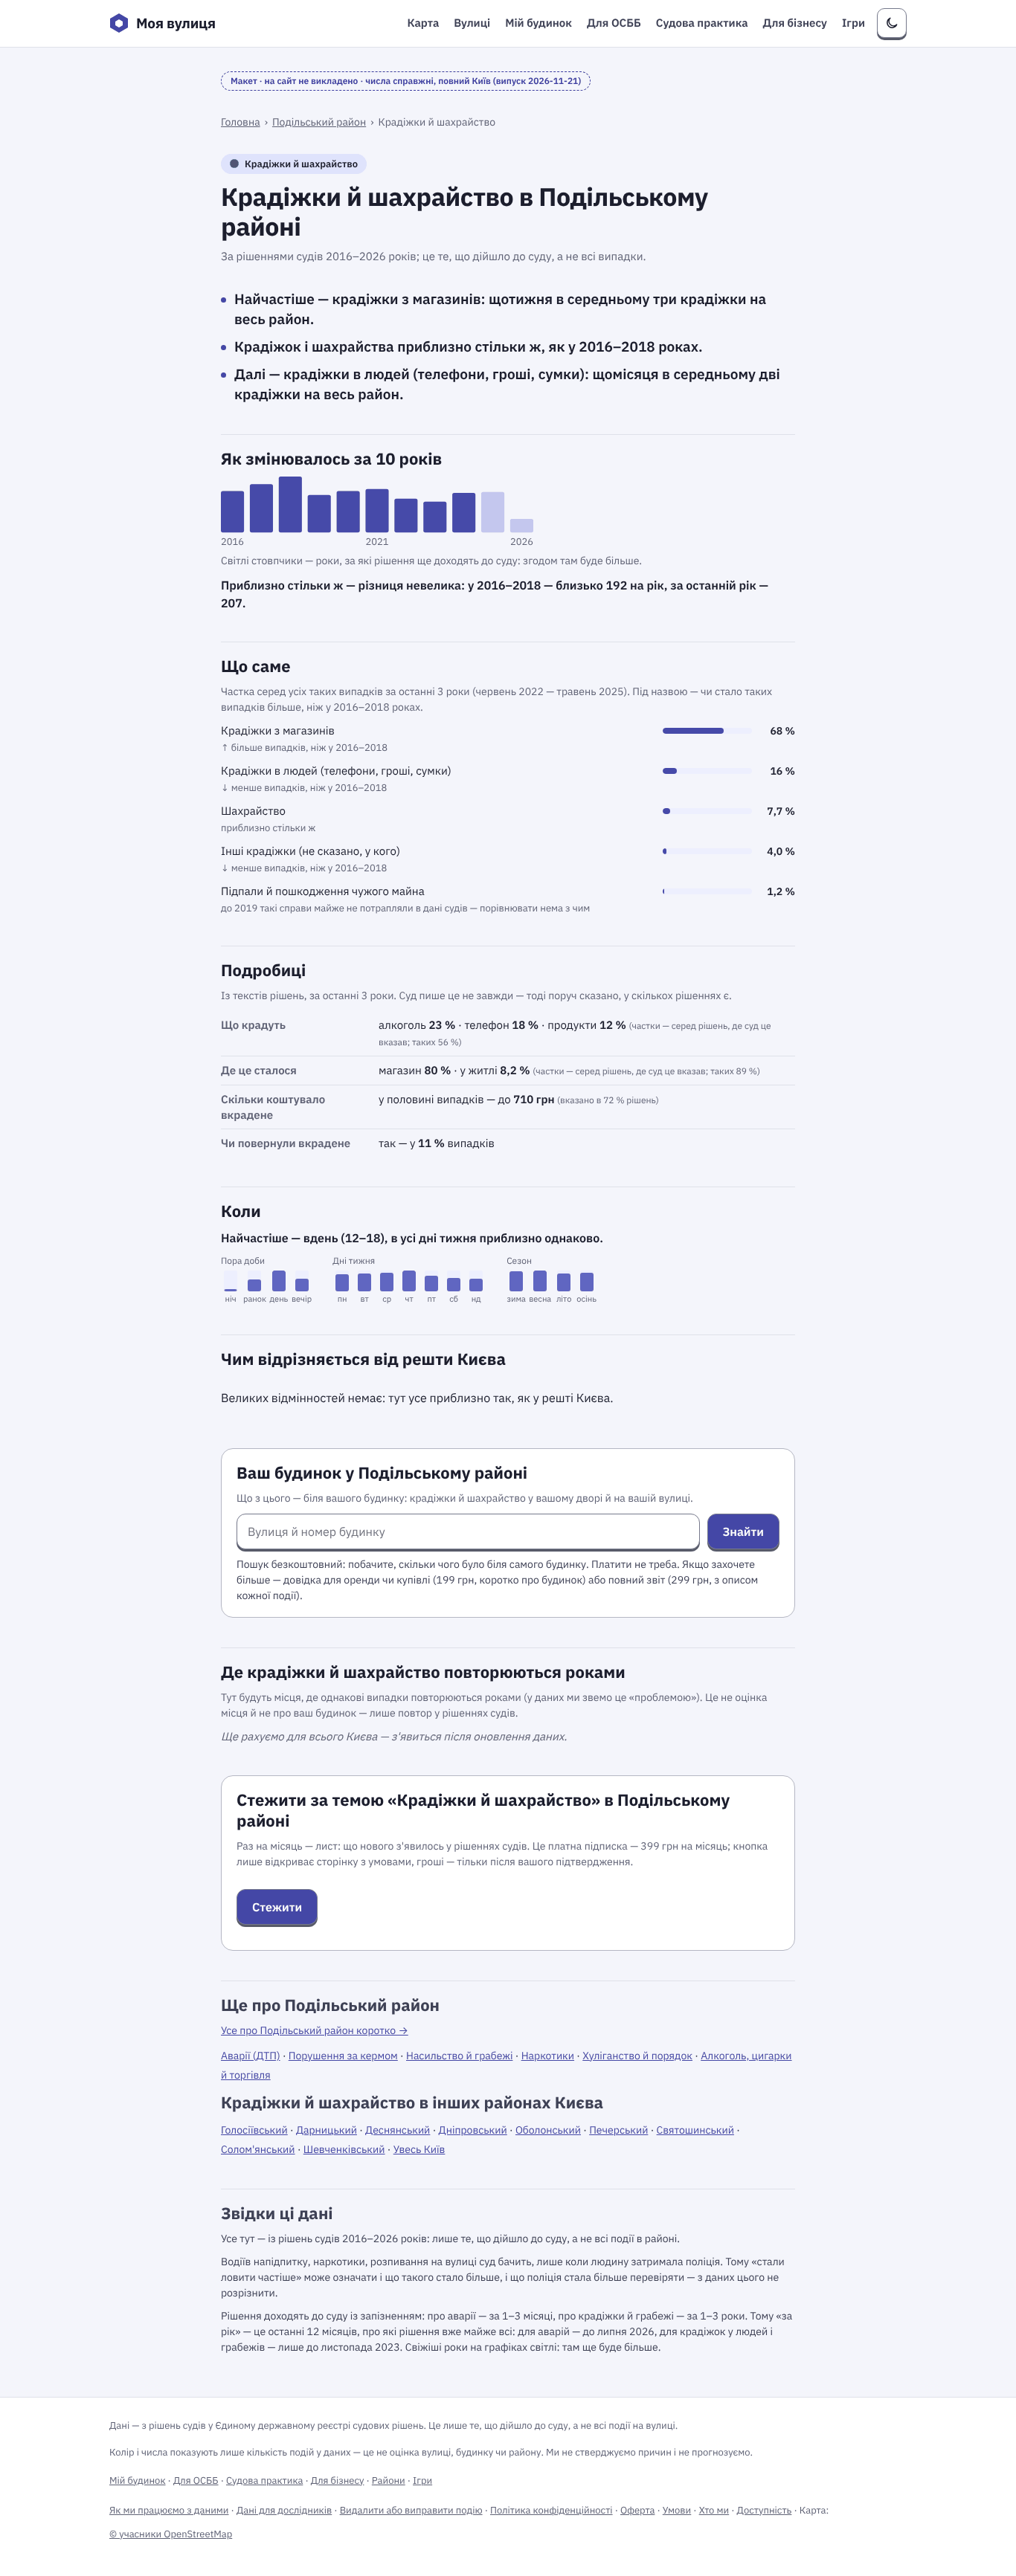 Моя вулиця
Карта Вулиці Мій будинок Для ОСББ Судова практика Для бізнесу Ігри
Макет · на сайт не викладено · числа справжні, повний Київ (випуск 2026-11-21)
Головна › Подільський район › Крадіжки й шахрайство
Крадіжки й шахрайство
Крадіжки й шахрайство в Подільському
районі
За рішеннями судів 2016–2026 років; це те, що дійшло до суду, а не всі випадки.
Найчастіше — крадіжки з магазинів: щотижня в середньому три крадіжки на
весь район.
Крадіжок і шахрайства приблизно стільки ж, як у 2016–2018 роках.
Далі — крадіжки в людей (телефони, гроші, сумки): щомісяця в середньому дві
крадіжки на весь район.
Як змінювалось за 10 років
2016 2021 2026
Світлі стовпчики — роки, за які рішення ще доходять до суду: згодом там буде більше.
Приблизно стільки ж — різниця невелика: у 2016–2018 — близько 192 на рік, за останній рік —
207.
Що саме
Частка серед усіх таких випадків за останні 3 роки (червень 2022 — травень 2025). Під назвою — чи стало таких
випадків більше, ніж у 2016–2018 роках.
Крадіжки з магазинів 68 %
↑ більше випадків, ніж у 2016–2018
Крадіжки в людей (телефони, гроші, сумки) 16 %
↓ менше випадків, ніж у 2016–2018
Шахрайство 7,7 %
приблизно стільки ж
Інші крадіжки (не сказано, у кого) 4,0 %
↓ менше випадків, ніж у 2016–2018
Підпали й пошкодження чужого майна 1,2 %
до 2019 такі справи майже не потрапляли в дані судів — порівнювати нема з чим
Подробиці
Із текстів рішень, за останні 3 роки. Суд пише це не завжди — тоді поруч сказано, у скількох рішеннях є.
Що крадуть алкоголь 23 % · телефон 18 % · продукти 12 % (частки — серед рішень, де суд це
вказав; таких 56 %)
Де це сталося магазин 80 % · у житлі 8,2 % (частки — серед рішень, де суд це вказав; таких 89 %)
Скільки коштувало у половині випадків — до 710 грн (вказано в 72 % рішень)
вкрадене
Чи повернули вкрадене так — у 11 % випадків
Коли
Найчастіше — вдень (12–18), в усі дні тижня приблизно однаково.
Пора доби Дні тижня Сезон
ніч ранок день вечір пн вт ср чт пт сб нд зима весна літо осінь
Чим відрізняється від решти Києва
Великих відмінностей немає: тут усе приблизно так, як у решті Києва.
Ваш будинок у Подільському районі
Що з цього — біля вашого будинку: крадіжки й шахрайство у вашому дворі й на вашій вулиці.
Вулиця й номер будинку Знайти
Пошук безкоштовний: побачите, скільки чого було біля самого будинку. Платити не треба. Якщо захочете
більше — довідка для оренди чи купівлі (199 грн, коротко про будинок) або повний звіт (299 грн, з описом
кожної події).
Де крадіжки й шахрайство повторюються роками
Тут будуть місця, де однакові випадки повторюються роками (у даних ми звемо це «проблемою»). Це не оцінка
місця й не про ваш будинок — лише повтор у рішеннях судів.
Ще рахуємо для всього Києва — з'явиться після оновлення даних.
Стежити за темою «Крадіжки й шахрайство» в Подільському
районі
Раз на місяць — лист: що нового з'явилось у рішеннях судів. Це платна підписка — 399 грн на місяць; кнопка
лише відкриває сторінку з умовами, гроші — тільки після вашого підтвердження.
Стежити
Ще про Подільський район
Усе про Подільський район коротко →
Аварії (ДТП) · Порушення за кермом · Насильство й грабежі · Наркотики · Хуліганство й порядок · Алкоголь, цигарки
й торгівля
Крадіжки й шахрайство в інших районах Києва
Голосіївський · Дарницький · Деснянський · Дніпровський · Оболонський · Печерський · Святошинський ·
Солом'янський · Шевченківський · Увесь Київ
Звідки ці дані
Усе тут — із рішень судів 2016–2026 років: лише те, що дійшло до суду, а не всі події в районі.
Водіїв напідпитку, наркотики, розпивання на вулиці суд бачить, лише коли людину затримала поліція. Тому «стали
ловити частіше» може означати і що такого стало більше, і що поліція стала більше перевіряти — з даних цього не
розрізнити.
Рішення доходять до суду із запізненням: про аварії — за 1–3 місяці, про крадіжки й грабежі — за 1–3 роки. Тому «за
рік» — це останні 12 місяців, про які рішення вже майже всі: для аварій — до липня 2026, для крадіжок у людей і
грабежів — лише до листопада 2023. Свіжіші роки на графіках світлі: там ще буде більше.
Дані — з рішень судів у Єдиному державному реєстрі судових рішень. Це лише те, що дійшло до суду, а не всі події на вулиці.
Колір і числа показують лише кількість подій у даних — це не оцінка вулиці, будинку чи району. Ми не стверджуємо причин і не прогнозуємо.
Мій будинок · Для ОСББ · Судова практика · Для бізнесу · Райони · Ігри
Як ми працюємо з даними · Дані для дослідників · Видалити або виправити подію · Політика конфіденційності · Оферта · Умови · Хто ми · Доступність · Карта:
© учасники OpenStreetMap